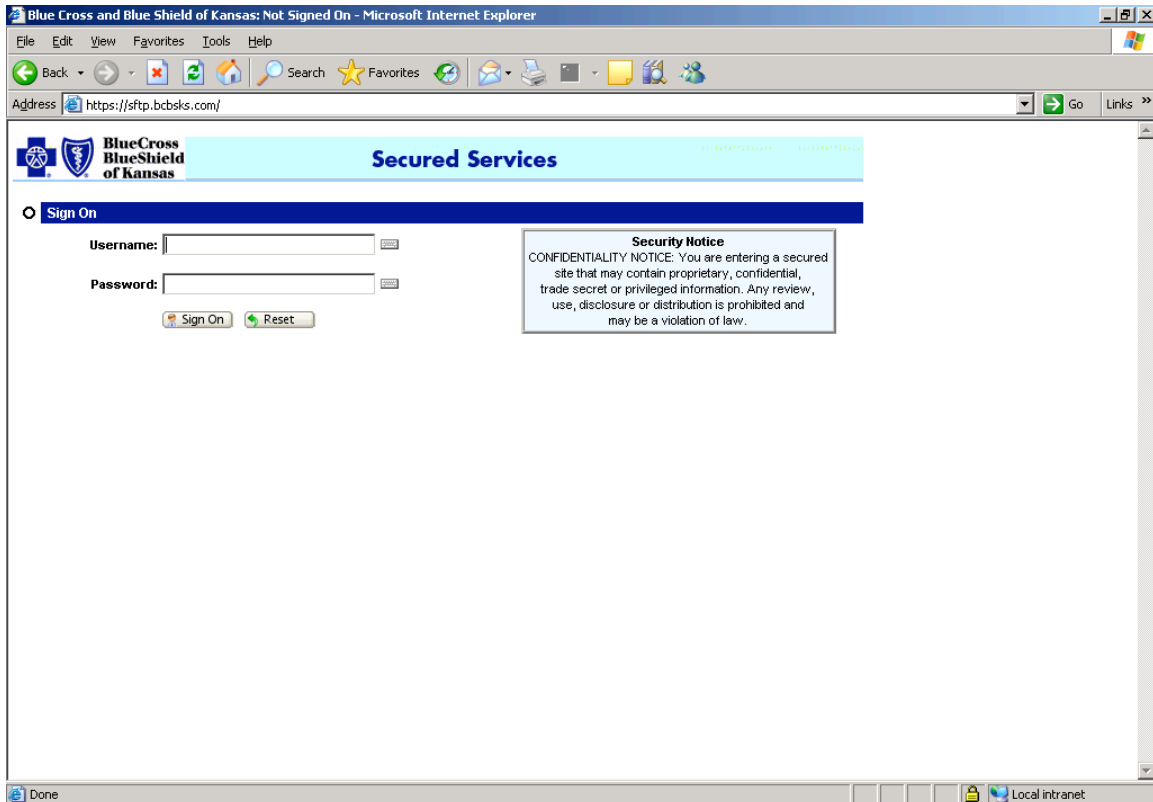 Blue Cross and Blue Shield of Kansas: Not Signed On - Microsoft Internet Explorer
File Edit View Favorites Tools Help
Back Search Favorites
Address https://sftp.bcbsks.com/ Go Links »
BlueCross
BlueShield
of Kansas
Secured Services
Sign On
Username:
Password:
Sign On Reset
Security Notice
CONFIDENTIALITY NOTICE: You are entering a secured
site that may contain proprietary, confidential,
trade secret or privileged information. Any review,
use, disclosure or distribution is prohibited and
may be a violation of law.
Done Local intranet